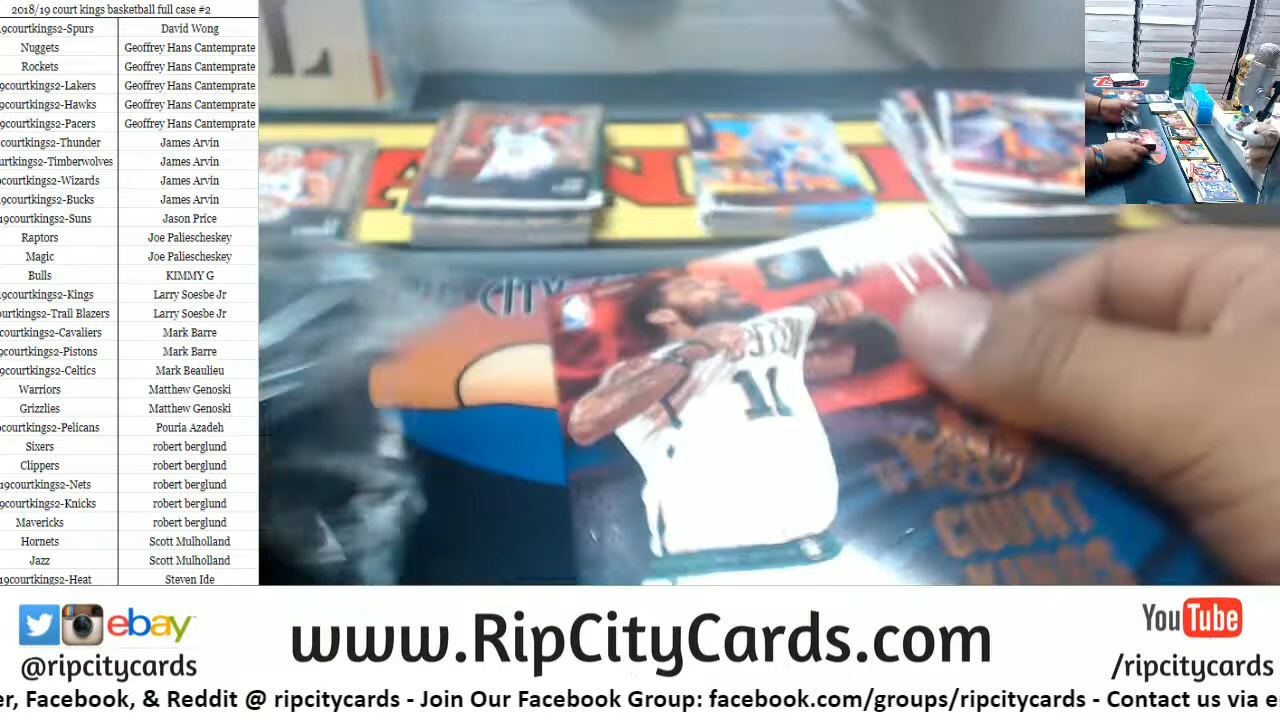 2018/19 court kings basketball full case #2
9courtkings2-Spurs David Wong
Nuggets Geoffrey Hans Cantemprate
Rockets Geoffrey Hans Cantemprate
9courtkings2-Lakers Geoffrey Hans Cantemprate
9courtkings2-Hawks Geoffrey Hans Cantemprate
9courtkings2-Pacers Geoffrey Hans Cantemprate
courtkings2-Thunder James Arvin
urtkings2-Timberwolves James Arvin
courtkings2-Wizards James Arvin
9courtkings2-Bucks James Arvin
19courtkings2-Suns Jason Price
Raptors Joe Paliescheskey
Magic Joe Paliescheskey
Bulls KIMMY G
19courtkings2-Kings Larry Soesbe Jr
ourtkings2-Trail Blazers Larry Soesbe Jr
courtkings2-Cavaliers Mark Barre
9courtkings2-Pistons Mark Barre
9courtkings2-Celtics Mark Beaulieu
Warriors Matthew Genoski
Grizzlies Matthew Genoski
courtkings2-Pelicans Pouria Azadeh
Sixers robert berglund
Clippers robert berglund
19courtkings2-Nets robert berglund
9courtkings2-Knicks robert berglund
Mavericks robert berglund
Hornets Scott Mulholland
Jazz Scott Mulholland
19courtkings2-Heat Steven Ide
CITY
BOSTON
11
COURT
KINGS
ebay
@ripcitycards
www.RipCityCards.com
YouTube
/ripcitycards
er, Facebook, & Reddit @ ripcitycards - Join Our Facebook Group: facebook.com/groups/ripcitycards - Contact us via e